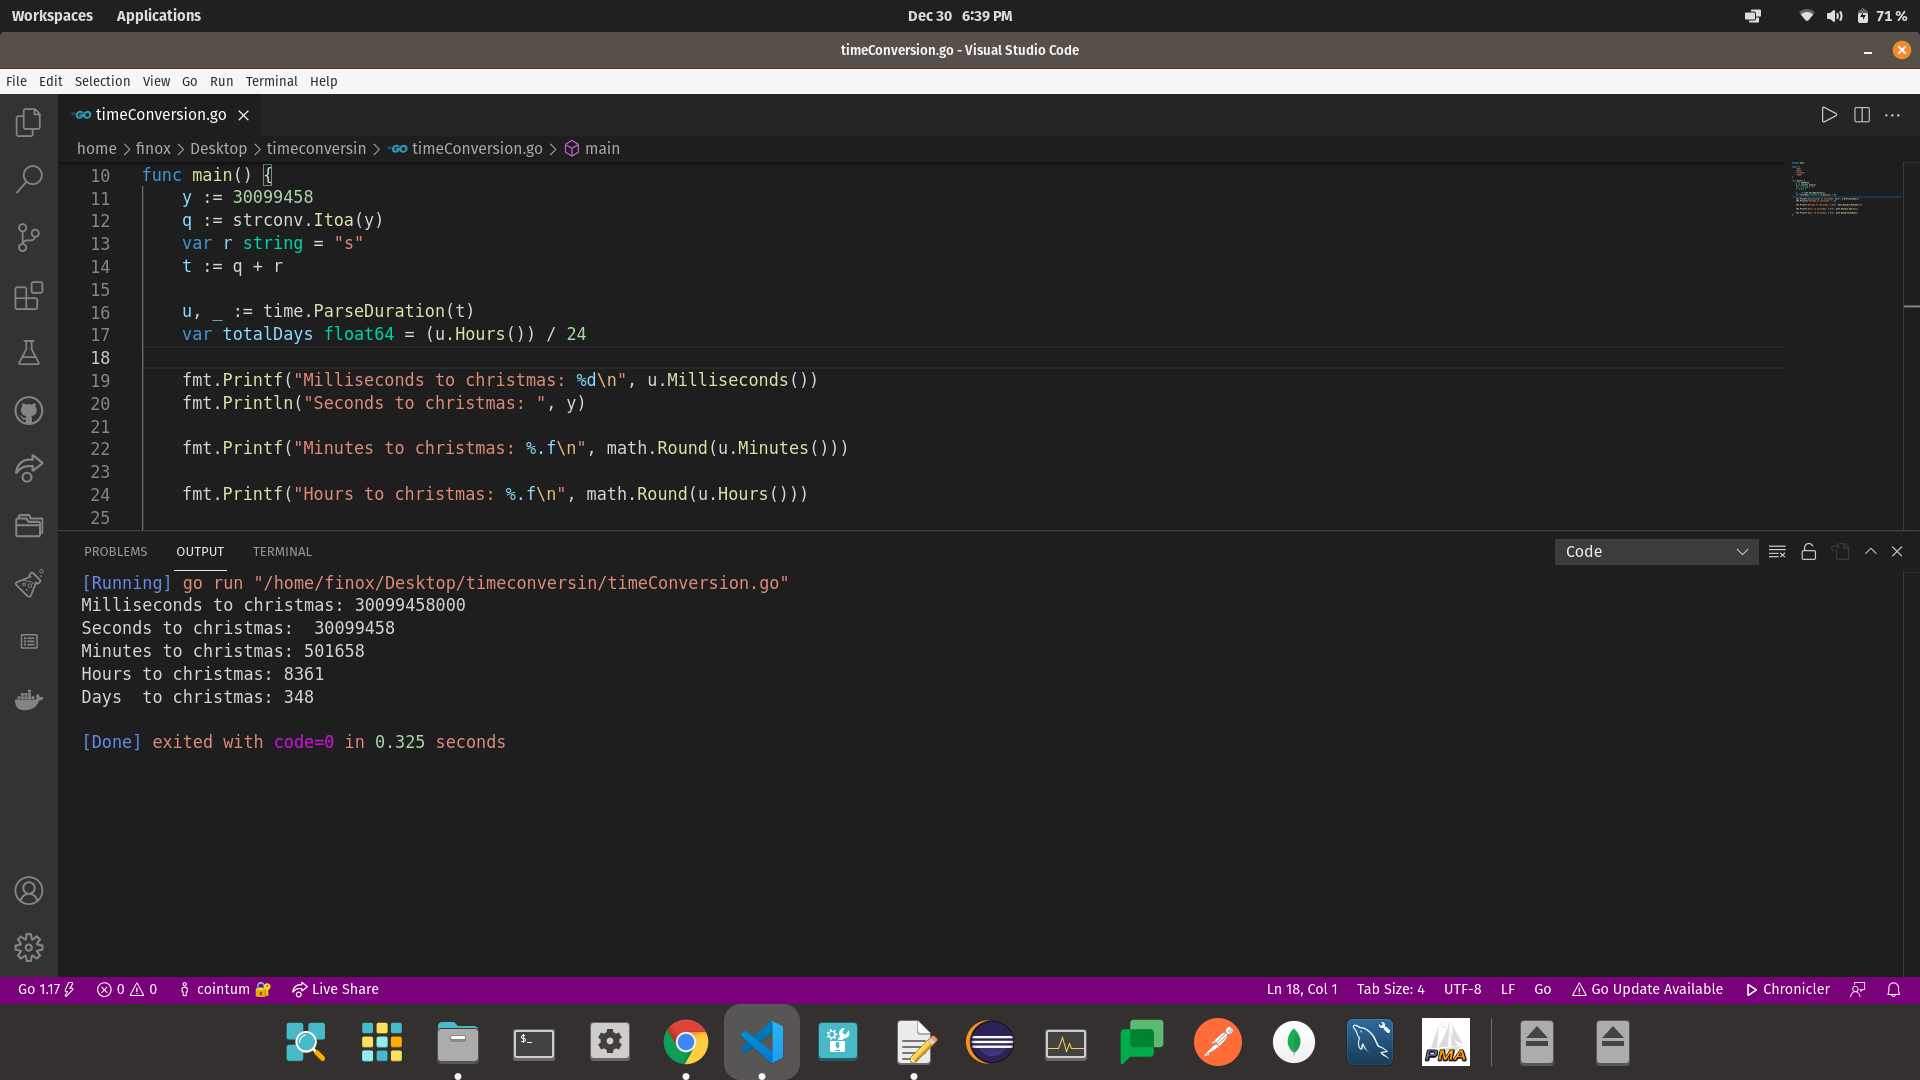 Workspaces Applications Dec 30 6:39 PM 71 %
timeConversion.go - Visual Studio Code
File Edit Selection View Go Run Terminal Help
GO timeConversion.go
home > finox > Desktop > timeconversin > GO timeConversion.go > main
10 func main() {
11 y := 30099458
12 q := strconv.Itoa(y)
13 var r string = "s"
14 t := q + r
15
16 u, _ := time.ParseDuration(t)
17 var totalDays float64 = (u.Hours()) / 24
18
19 fmt.Printf("Milliseconds to christmas: %d\n", u.Milliseconds())
20 fmt.Println("Seconds to christmas: ", y)
21
22 fmt.Printf("Minutes to christmas: %.f\n", math.Round(u.Minutes()))
23
24 fmt.Printf("Hours to christmas: %.f\n", math.Round(u.Hours()))
25
PROBLEMS OUTPUT TERMINAL Code
[Running] go run "/home/finox/Desktop/timeconversin/timeConversion.go"
Milliseconds to christmas: 30099458000
Seconds to christmas:  30099458
Minutes to christmas: 501658
Hours to christmas: 8361
Days  to christmas: 348
[Done] exited with code=0 in 0.325 seconds
Go 1.17 0 0 cointum Live Share Ln 18, Col 1 Tab Size: 4 UTF-8 LF Go Go Update Available Chronicler
$_ PMA